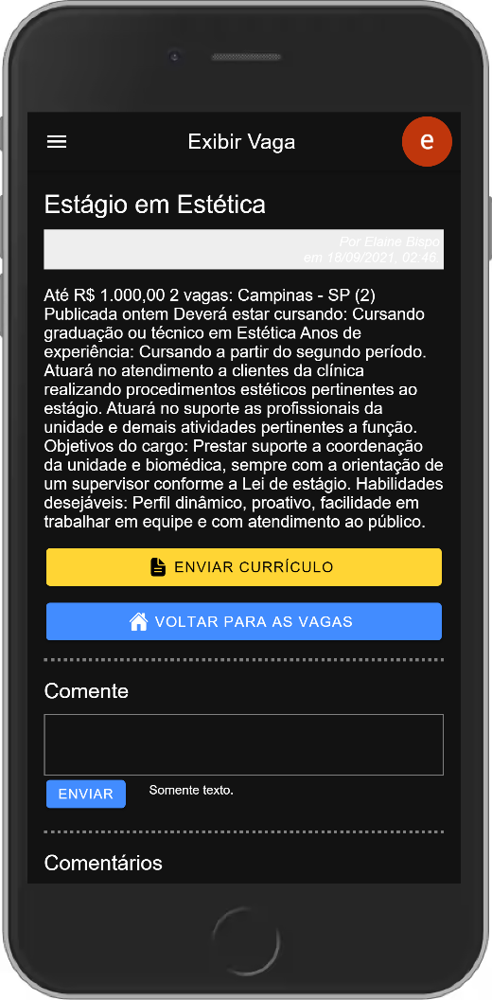 Exibir Vaga
e
Estágio em Estética
Por Elaine Bispo
em 18/09/2021, 02:46.
Até R$ 1.000,00 2 vagas: Campinas - SP (2)
Publicada ontem Deverá estar cursando: Cursando
graduação ou técnico em Estética Anos de
experiência: Cursando a partir do segundo período.
Atuará no atendimento a clientes da clínica
realizando procedimentos estéticos pertinentes ao
estágio. Atuará no suporte as profissionais da
unidade e demais atividades pertinentes a função.
Objetivos do cargo: Prestar suporte a coordenação
da unidade e biomédica, sempre com a orientação de
um supervisor conforme a Lei de estágio. Habilidades
desejáveis: Perfil dinâmico, proativo, facilidade em
trabalhar em equipe e com atendimento ao público.
ENVIAR CURRÍCULO
VOLTAR PARA AS VAGAS
Comente
ENVIAR
Somente texto.
Comentários